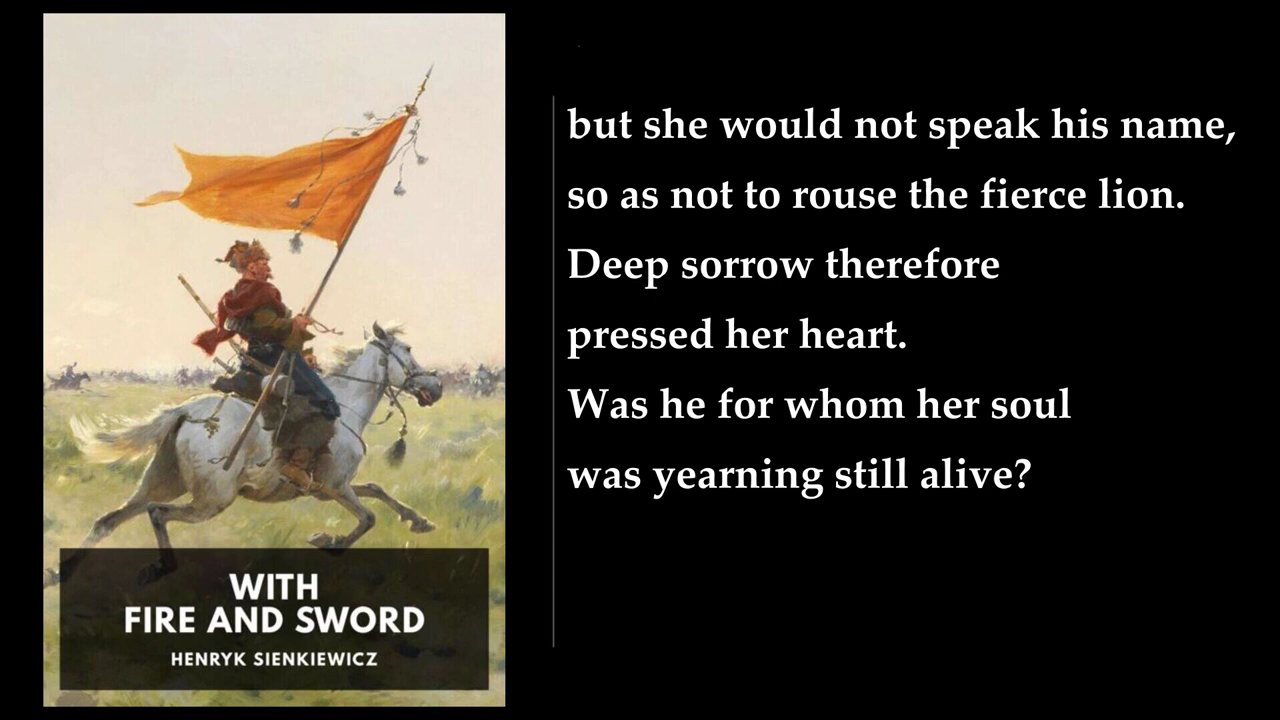 but she would not speak his name,
so as not to rouse the fierce lion.
Deep sorrow therefore
pressed her heart.
Was he for whom her soul
was yearning still alive?
WITH
FIRE AND SWORD
HENRYK SIENKIEWICZ